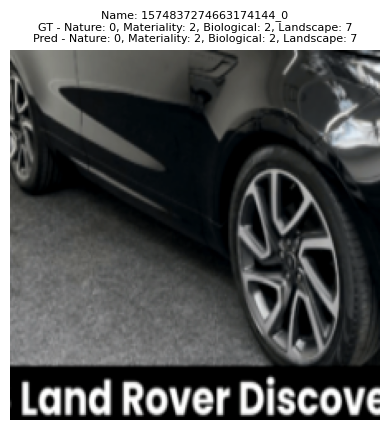 Name: 1574837274663174144_0
GT - Nature: 0, Materiality: 2, Biological: 2, Landscape: 7
Pred - Nature: 0, Materiality: 2, Biological: 2, Landscape: 7
Land Rover Discove